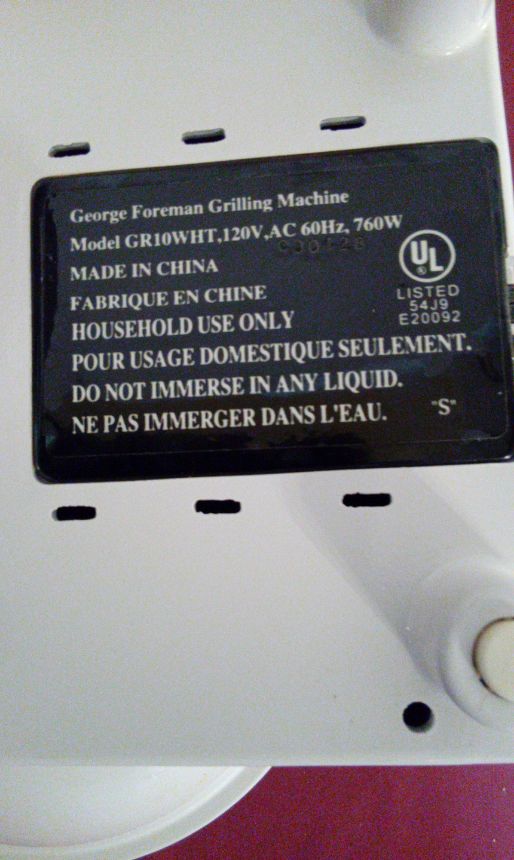 George Foreman Grilling Machine
Model GR10WHT,120V,AC 60Hz, 760W
MADE IN CHINA
FABRIQUE EN CHINE
HOUSEHOLD USE ONLY
POUR USAGE DOMESTIQUE SEULEMENT.
DO NOT IMMERSE IN ANY LIQUID.
NE PAS IMMERGER DANS L'EAU. "S"
UL
®
LISTED
54J9
E20092